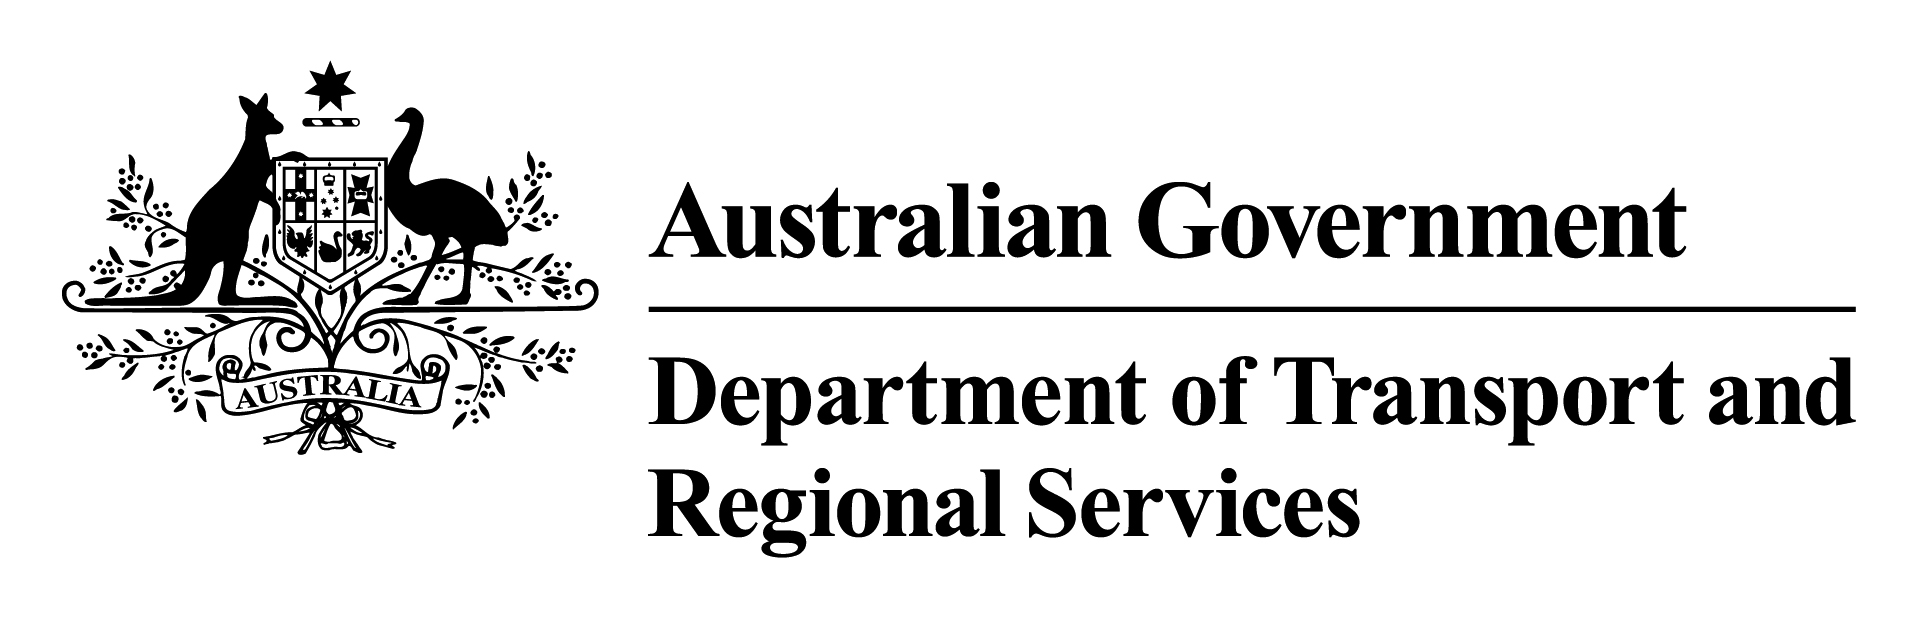 AUSTRALIA
Australian Government
Department of Transport and
Regional Services